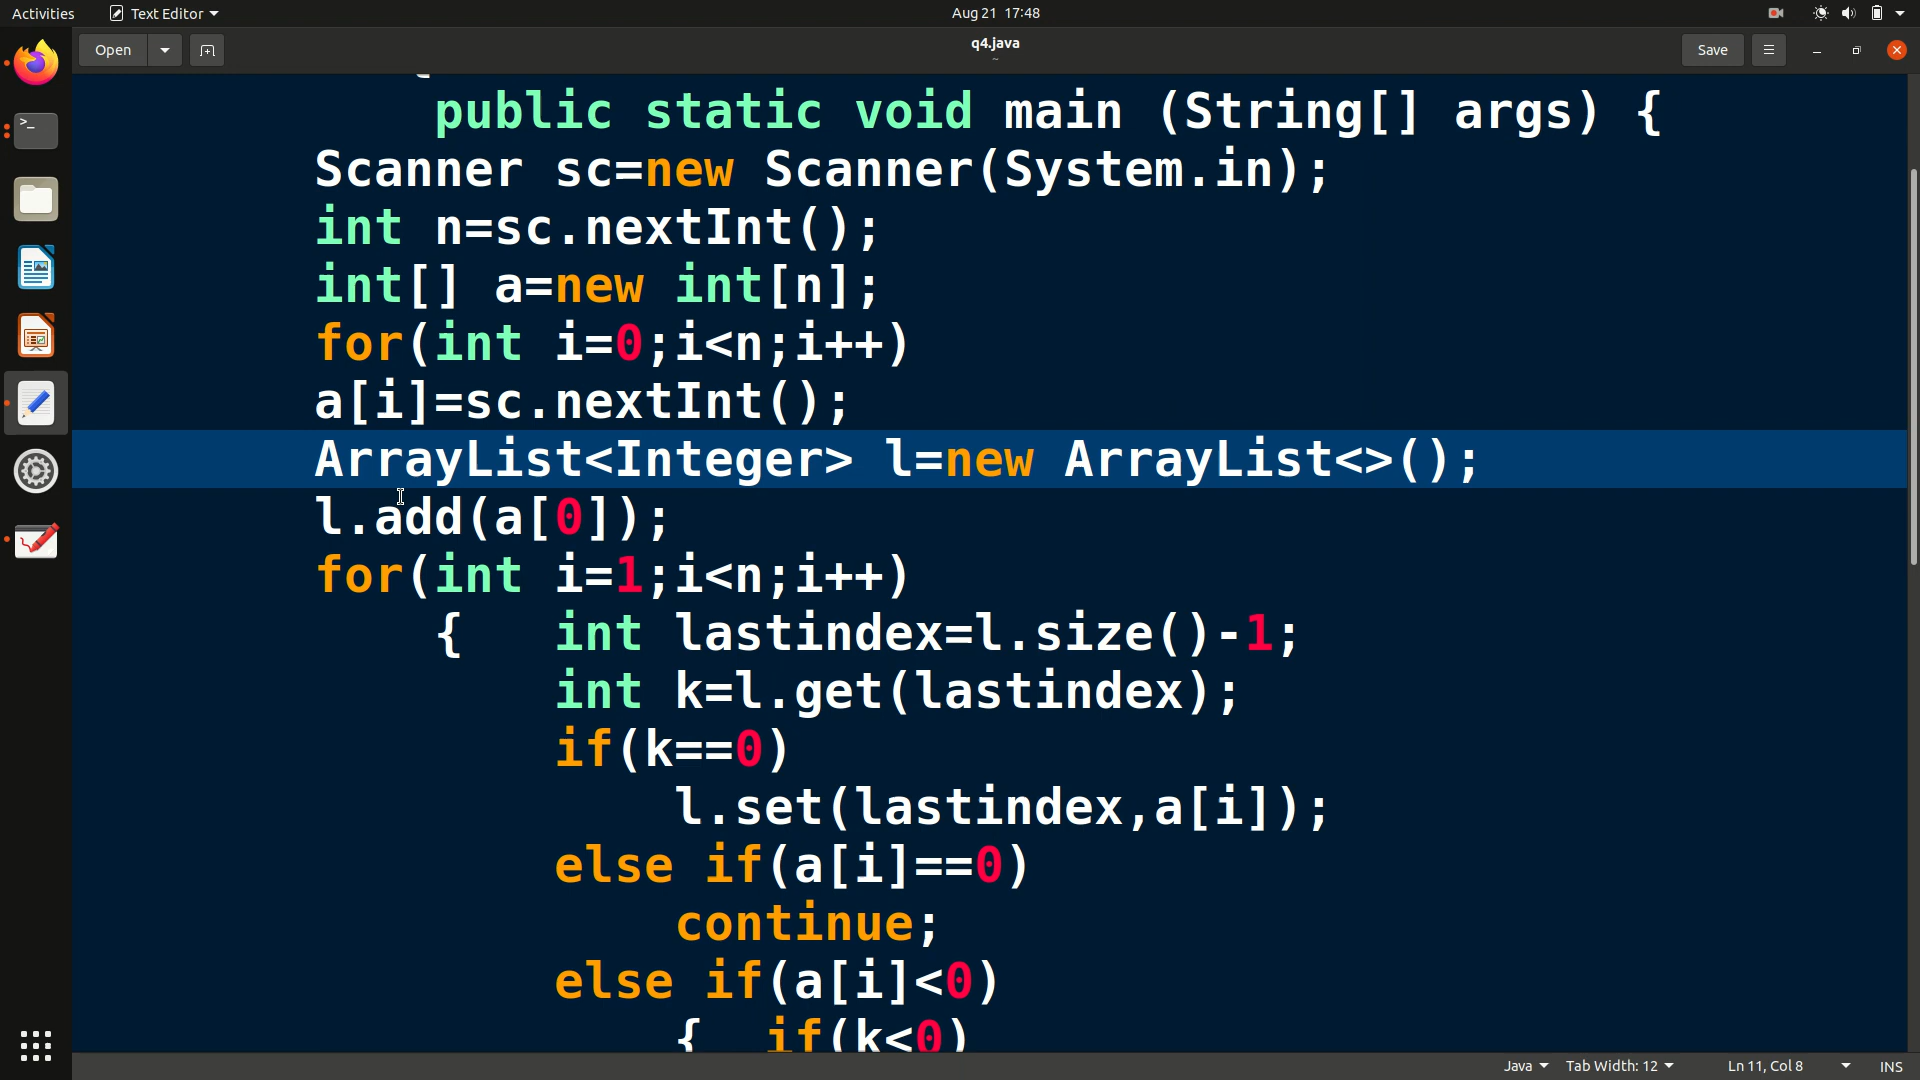 Activities Text Editor Aug 21 17:48
Open q4.java Save
~
{
public static void main (String[] args) {
Scanner sc=new Scanner(System.in);
int n=sc.nextInt();
int[] a=new int[n];
for(int i=0;i<n;i++)
a[i]=sc.nextInt();
ArrayList<Integer> l=new ArrayList<>();
l.add(a[0]);
for(int i=1;i<n;i++)
{ int lastindex=l.size()-1;
int k=l.get(lastindex);
if(k==0)
l.set(lastindex,a[i]);
else if(a[i]==0)
continue;
else if(a[i]<0)
{ if(k<0)
Java Tab Width: 12 Ln 11, Col 8 INS